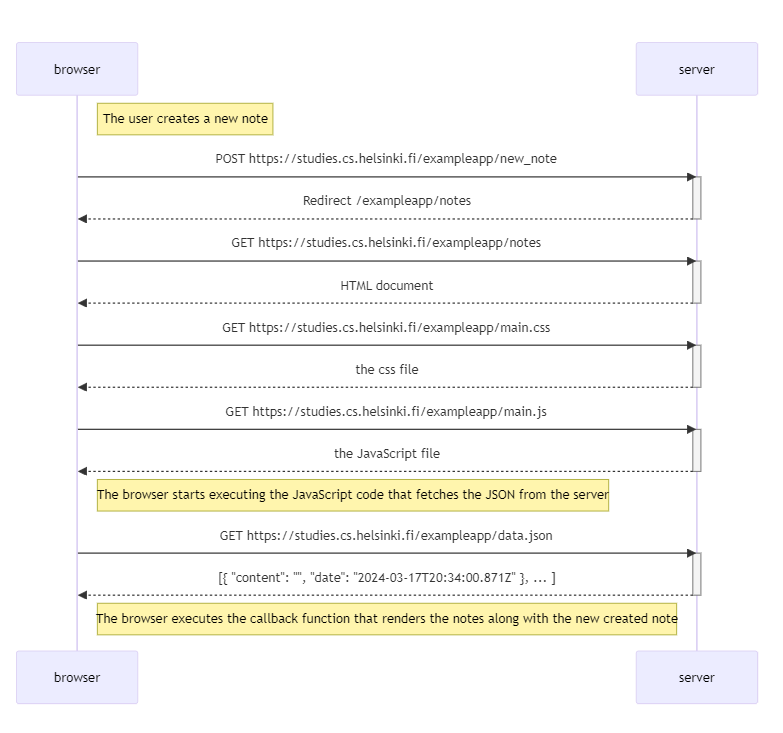 browser
server
The user creates a new note
POST https://studies.cs.helsinki.fi/exampleapp/new_note
Redirect /exampleapp/notes
GET https://studies.cs.helsinki.fi/exampleapp/notes
HTML document
GET https://studies.cs.helsinki.fi/exampleapp/main.css
the css file
GET https://studies.cs.helsinki.fi/exampleapp/main.js
the JavaScript file
The browser starts executing the JavaScript code that fetches the JSON from the server
GET https://studies.cs.helsinki.fi/exampleapp/data.json
[{ "content": "", "date": "2024-03-17T20:34:00.871Z" }, ... ]
The browser executes the callback function that renders the notes along with the new created note
browser
server